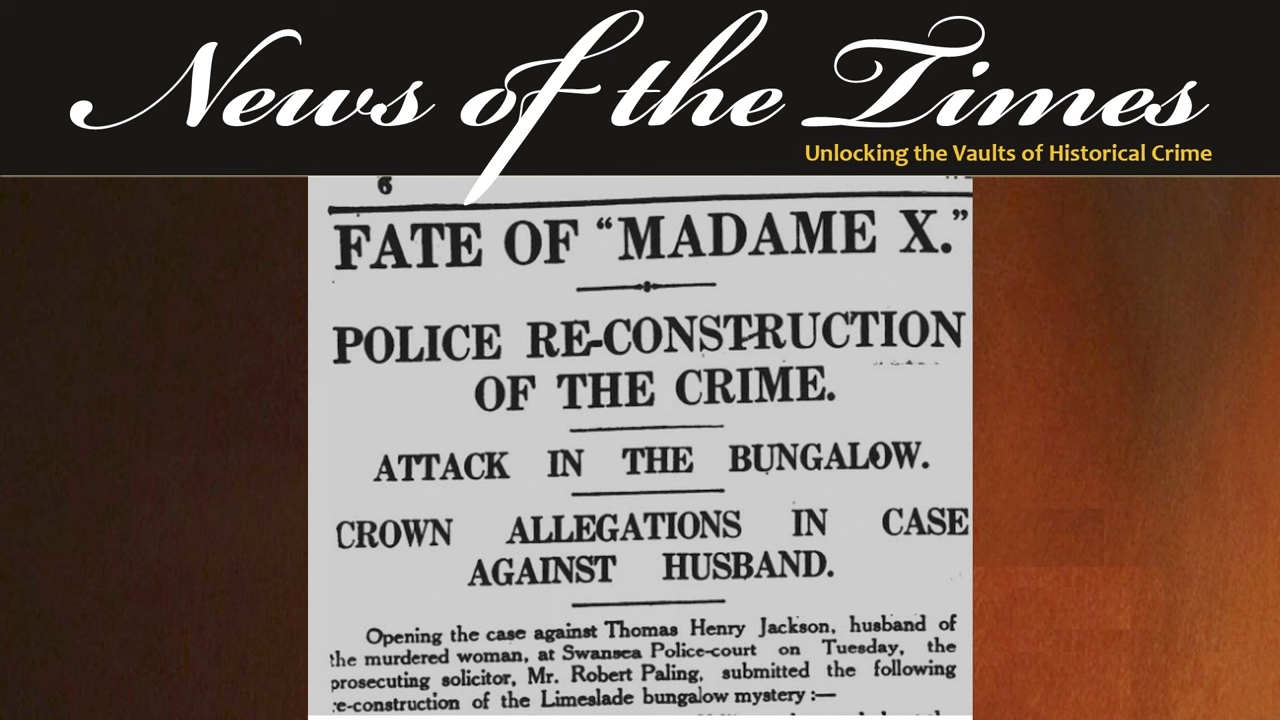 News of the Times
Unlocking the Vaults of Historical Crime
6
FATE OF “MADAME X.”
POLICE RE-CONSTRUCTION
OF THE CRIME.
ATTACK IN THE BUNGALOW.
CROWN ALLEGATIONS IN CASE
AGAINST HUSBAND.
Opening the case against Thomas Henry Jackson, husband of
the murdered woman, at Swansea Police-court on Tuesday, the
prosecuting solicitor, Mr. Robert Paling, submitted the following
re-construction of the Limeslade bungalow mystery :—